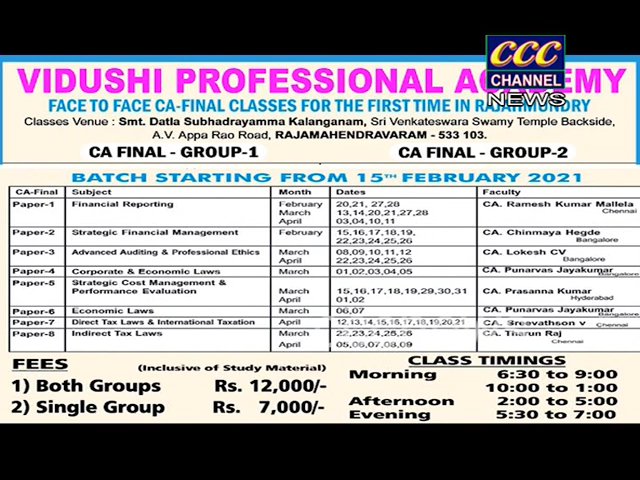 CCC
CHANNEL
NEWS
VIDUSHI PROFESSIONAL ACADEMY
FACE TO FACE CA-FINAL CLASSES FOR THE FIRST TIME IN RAJAHMUNDRY
Classes Venue : Smt. Datla Subhadrayamma Kalanganam, Sri Venkateswara Swamy Temple Backside,
A.V. Appa Rao Road, RAJAMAHENDRAVARAM - 533 103.
CA FINAL - GROUP-1 CA FINAL - GROUP-2
BATCH STARTING FROM 15TH FEBRUARY 2021
CA-Final Subject Month Dates Faculty
Paper-1 Financial Reporting February 20,21, 27,28 CA. Ramesh Kumar Mallela
March 13,14,20,21,27,28 Chennai
April 03,04,10,11
Paper-2 Strategic Financial Management February 15,16,17,18,19, CA. Chinmaya Hegde
22,23,24,25,26 Bangalore
Paper-3 Advanced Auditing & Professional Ethics March 08,09,10,11,12 CA. Lokesh CV
March 22,23,24,25,26 Bangalore
Paper-4 Corporate & Economic Laws March 01,02,03,04,05 CA. Punarvas Jayakumar
Bangalore
Paper-5 Strategic Cost Management &
Performance Evaluation March 15,16,17,18,19,29,30,31 CA. Prasanna Kumar
April 01,02 Hyderabad
Paper-6 Economic Laws March 06,07 CA. Punarvas Jayakumar
Bangalore
Paper-7 Direct Tax Laws & International Taxation April 12,13,14,15,16,17,18,19,20,21 CA. Sreevathson v
Chennai
Paper-8 Indirect Tax Laws March 22,23,24,25,26 CA. Tharun Raj
April 05,06,07,08,09 Chennai
FEES (Inclusive of Study Material)
1) Both Groups Rs. 12,000/-
2) Single Group Rs. 7,000/-
CLASS TIMINGS
Morning 6:30 to 9:00
10:00 to 1:00
Afternoon 2:00 to 5:00
Evening 5:30 to 7:00